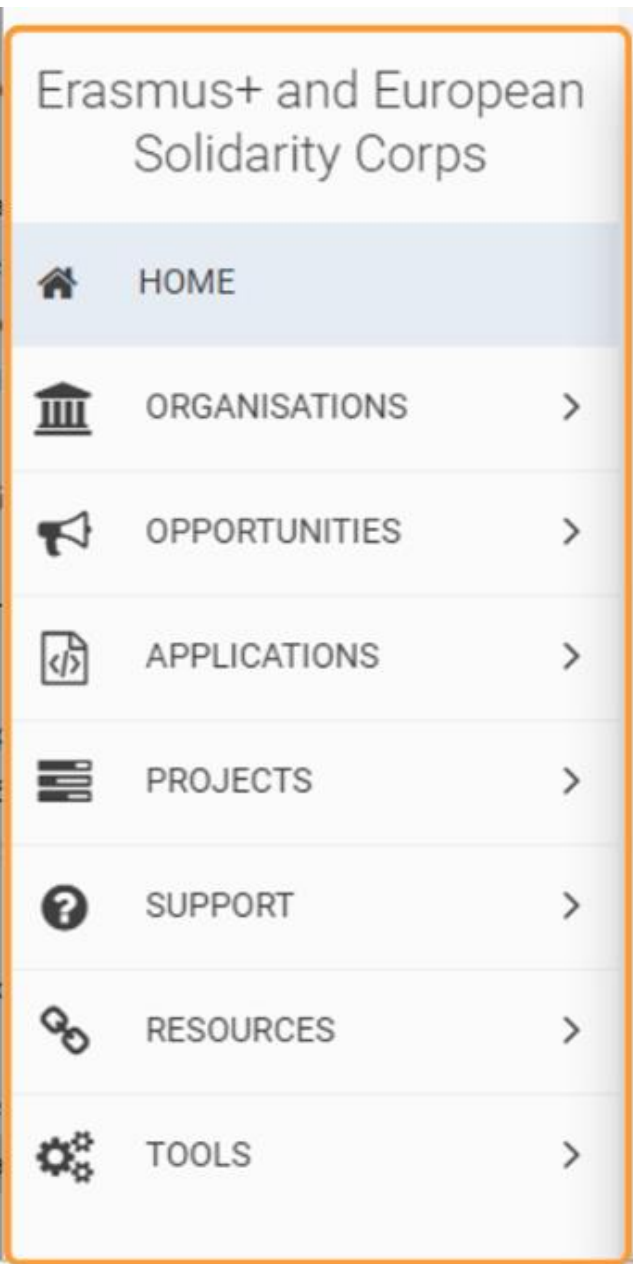 Erasmus+ and European
Solidarity Corps
HOME
ORGANISATIONS
OPPORTUNITIES
APPLICATIONS
PROJECTS
SUPPORT
RESOURCES
TOOLS